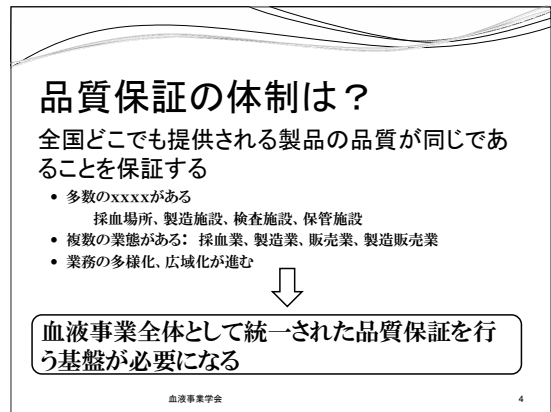 品質保証の体制は？
全国どこでも提供される製品の品質が同じであ
ることを保証する
• 多数のxxxxがある
採血場所、製造施設、検査施設、保管施設
• 複数の業態がある： 採血業、製造業、販売業、製造販売業
• 業務の多様化、広域化が進む
血液事業全体として統一された品質保証を行
う基盤が必要になる
血液事業学会
4